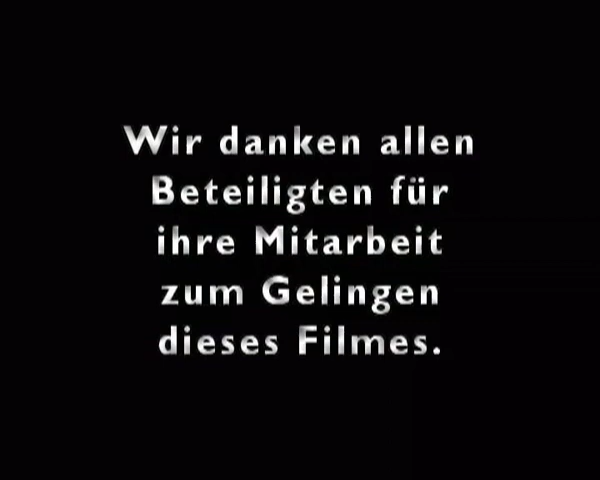 Wir danken allen
Beteiligten für
ihre Mitarbeit
zum Gelingen
dieses Filmes.